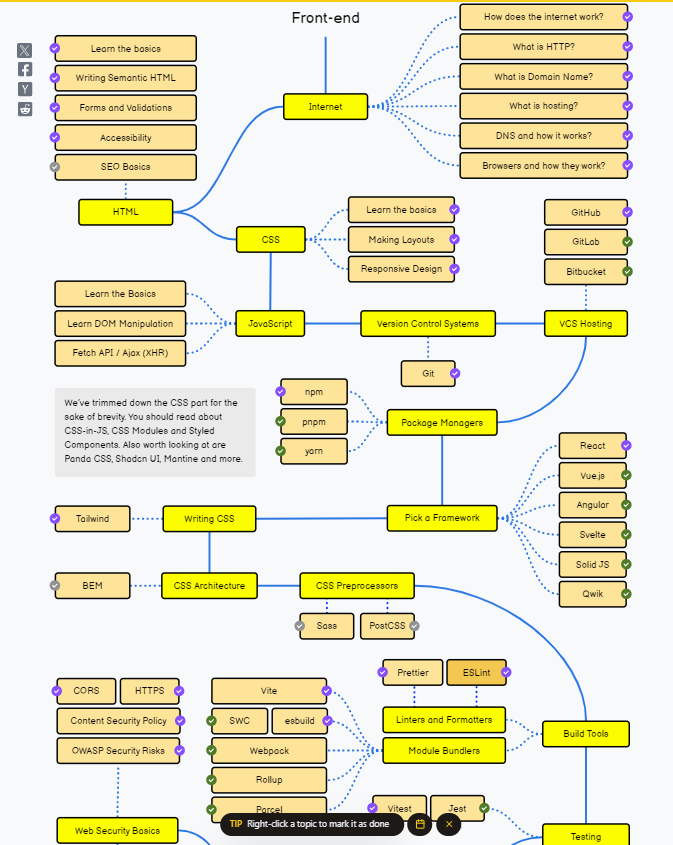 Front-end
How does the internet work?
What is HTTP?
What is Domain Name?
What is hosting?
DNS and how it works?
Browsers and how they work?
Internet
Learn the basics
Writing Semantic HTML
Forms and Validations
Accessibility
SEO Basics
HTML
CSS
Learn the basics
Making Layouts
Responsive Design
GitHub
GitLab
Bitbucket
Learn the Basics
Learn DOM Manipulation
Fetch API / Ajax (XHR)
JavaScript
Version Control Systems
VCS Hosting
Git
We've trimmed down the CSS part for the
sake of brevity. You should read about
CSS-in-JS, CSS Modules and Styled
Components. Also worth looking at are
Panda CSS, Shadcn UI, Mantine and more.
npm
pnpm
yarn
Package Managers
React
Vue.js
Angular
Svelte
Solid JS
Qwik
Tailwind
Writing CSS
Pick a Framework
BEM
CSS Architecture
CSS Preprocessors
Sass
PostCSS
Prettier
ESLint
CORS
HTTPS
Content Security Policy
OWASP Security Risks
Vite
SWC
esbuild
Webpack
Rollup
Parcel
Linters and Formatters
Module Bundlers
Build Tools
Vitest
Jest
TIP Right-click a topic to mark it as done
Web Security Basics
Testing